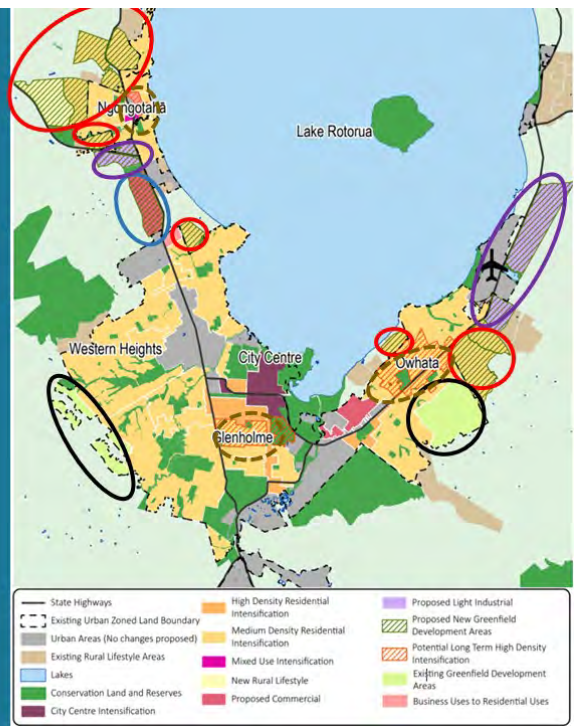 Ngongotahā
Lake Rotorua
Western Heights
City Centre
Owhata
Glenholme
State Highways
Existing Urban Zoned Land Boundary
Urban Areas (No changes proposed)
Existing Rural Lifestyle Areas
Lakes
Conservation Land and Reserves
City Centre Intensification
High Density Residential
Intensification
Medium Density Residential
Intensification
Mixed Use Intensification
New Rural Lifestyle
Proposed Commercial
Proposed Light Industrial
Proposed New Greenfield
Development Areas
Potential Long Term High Density
Intensification
Existing Greenfield Development
Areas
Business Uses to Residential Uses